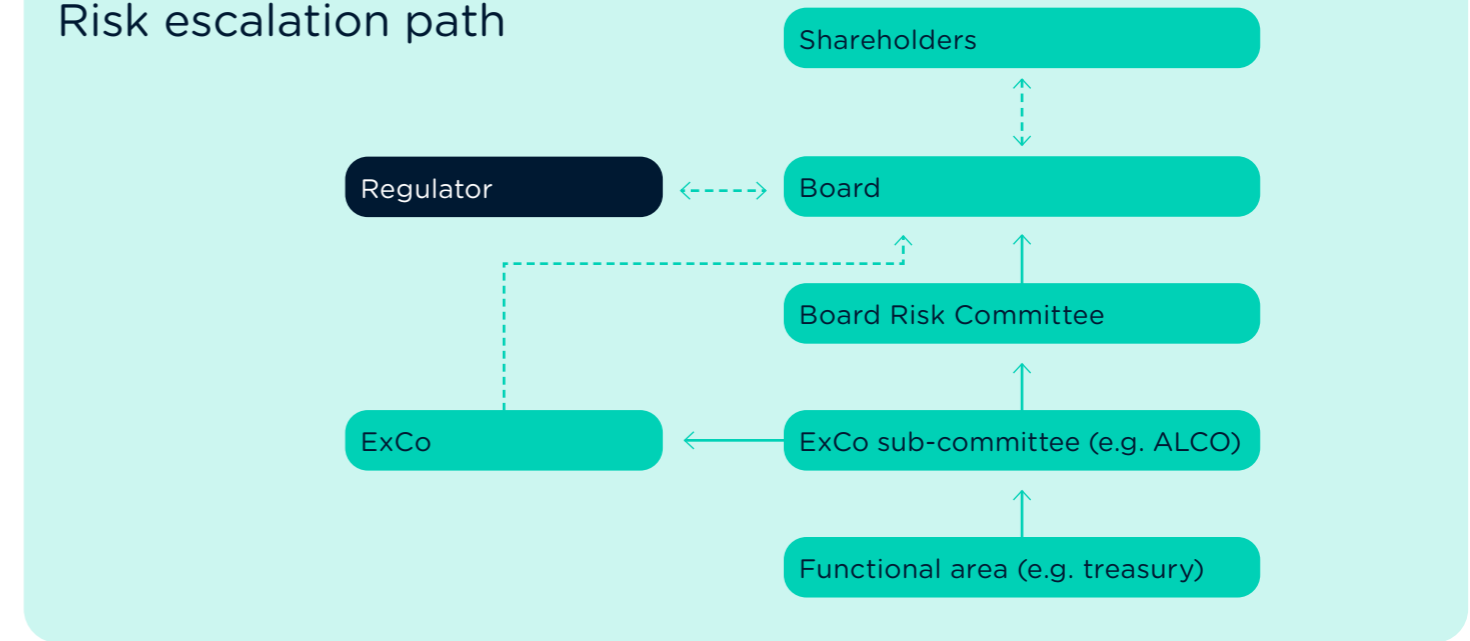 Risk escalation path
Shareholders
Regulator
Board
Board Risk Committee
ExCo
ExCo sub-committee (e.g. ALCO)
Functional area (e.g. treasury)